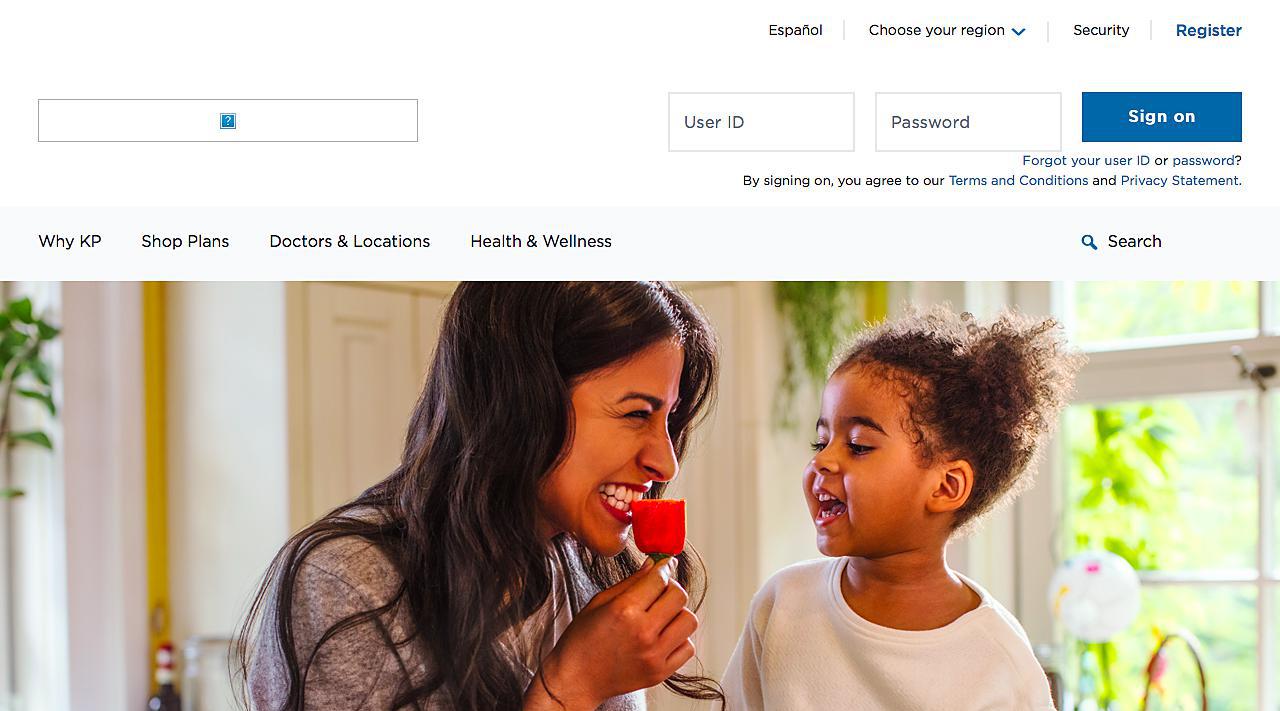 Español
Choose your region
Security
Register
User ID
Password
Sign on
Forgot your user ID or password?
By signing on, you agree to our Terms and Conditions and Privacy Statement.
Why KP
Shop Plans
Doctors & Locations
Health & Wellness
Search